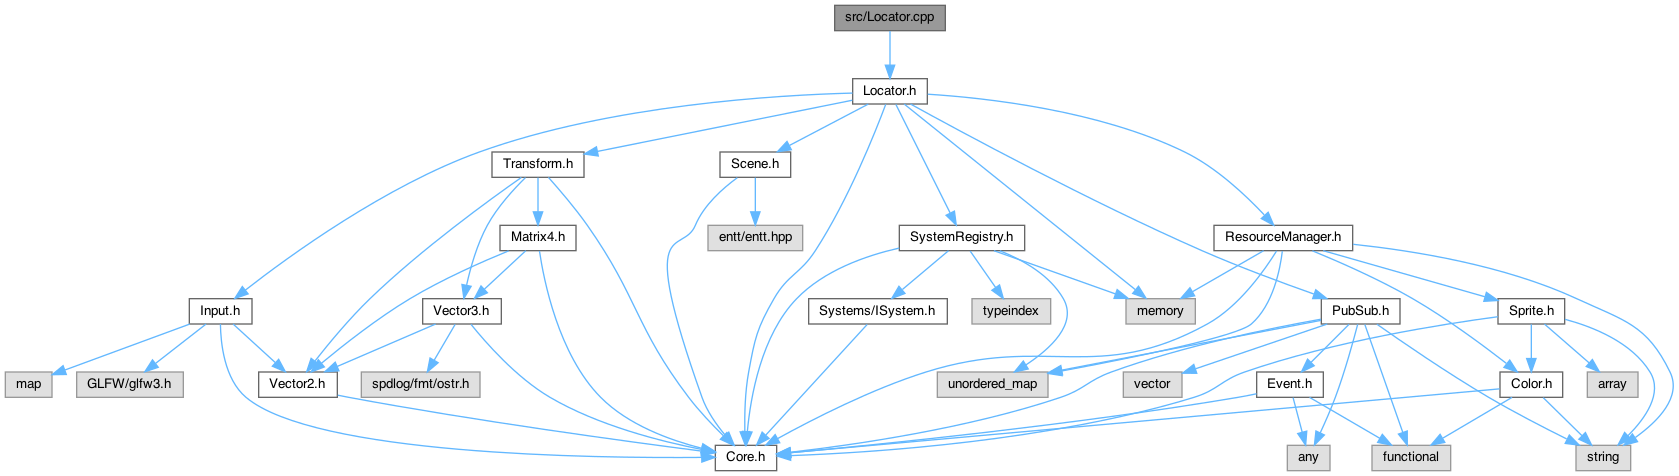 src/Locator.cpp
Locator.h
Transform.h
Scene.h
Matrix4.h
entt/entt.hpp
SystemRegistry.h
ResourceManager.h
Input.h
Vector3.h
Systems/ISystem.h
typeindex
memory
PubSub.h
Sprite.h
map
GLFW/glfw3.h
Vector2.h
spdlog/fmt/ostr.h
unordered_map
vector
Event.h
Color.h
array
Core.h
any
functional
string